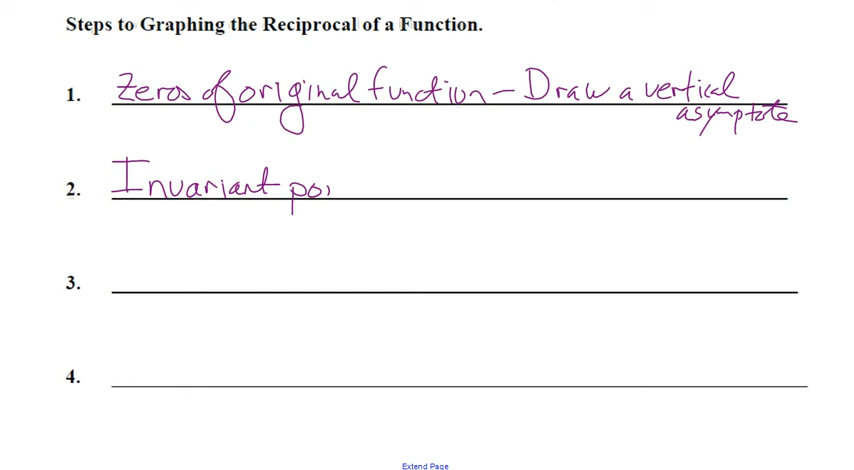 Steps to Graphing the Reciprocal of a Function.
1. Zeros of original function – Draw a vertical
asymptote
2. Invariant poi
3.
4.
Extend Page